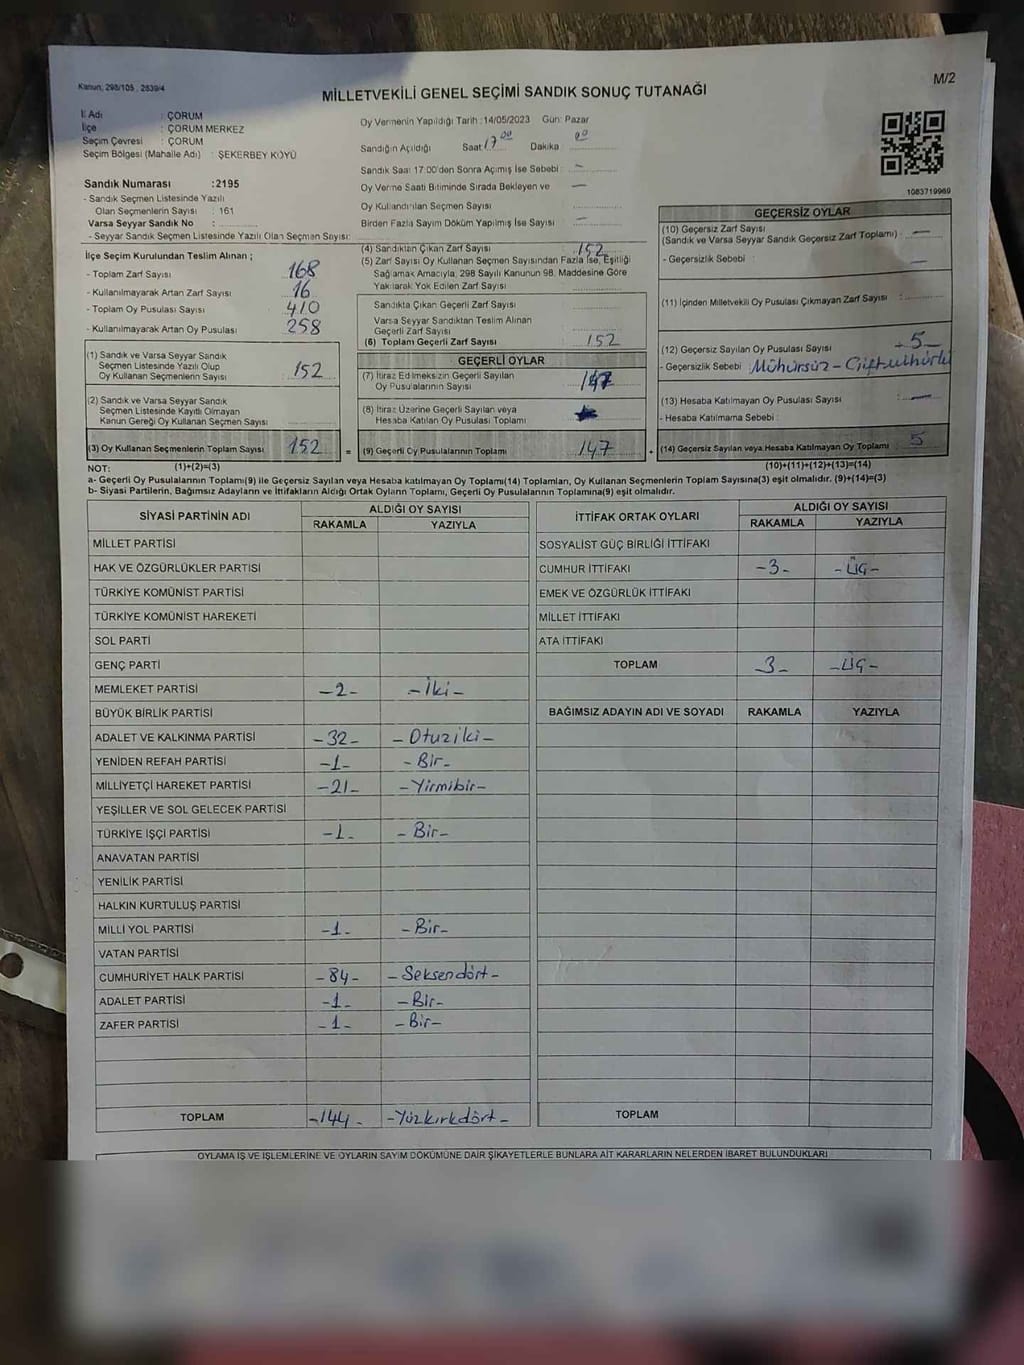 Kanun, 298/105 , 2839/4
MİLLETVEKİLİ GENEL SEÇİMİ SANDIK SONUÇ TUTANAĞI
M/2
İl Adı : ÇORUM
İlçe : ÇORUM MERKEZ
Seçim Çevresi : ÇORUM
Seçim Bölgesi (Mahalle Adı) : ŞEKERBEY KÖYÜ
Sandık Numarası :2195
- Sandık Seçmen Listesinde Yazılı
Olan Seçmenlerin Sayısı : 161
Varsa Seyyar Sandık No :
- Seyyar Sandık Seçmen Listesinde Yazılı Olan Seçmen Sayısı:
Oy Vermenin Yapıldığı Tarih :14/05/2023 Gün: Pazar
Sandığın Açıldığı Saat 17 00 Dakika 00
Sandık Saat 17:00'den Sonra Açılmış İse Sebebi : –
Oy Verme Saati Bitiminde Sırada Bekleyen ve –
Oy Kullandırılan Seçmen Sayısı
Birden Fazla Sayım Döküm Yapılmış İse Sayısı –
1083719969
İlçe Seçim Kurulundan Teslim Alınan ;
- Toplam Zarf Sayısı 168
- Kullanılmayarak Artan Zarf Sayısı 16
- Toplam Oy Pusulası Sayısı 410
- Kullanılmayarak Artan Oy Pusulası 258
(1) Sandık ve Varsa Seyyar Sandık
Seçmen Listesinde Yazılı Olup
Oy Kullanan Seçmenlerin Sayısı 152
(2) Sandık ve Varsa Seyyar Sandık
Seçmen Listesinde Kayıtlı Olmayan
Kanun Gereği Oy Kullanan Seçmen Sayısı
(3) Oy Kullanan Seçmenlerin Toplam Sayısı 152 =
(4) Sandıktan Çıkan Zarf Sayısı 152
(5) Zarf Sayısı Oy Kullanan Seçmen Sayısından Fazla İse, Eşitliği
Sağlamak Amacıyla, 298 Sayılı Kanunun 98. Maddesine Göre
Yakılarak Yok Edilen Zarf Sayısı
Sandıkta Çıkan Geçerli Zarf Sayısı :
Varsa Seyyar Sandıktan Teslim Alınan
Geçerli Zarf Sayısı
(6) Toplam Geçerli Zarf Sayısı 152
GEÇERLİ OYLAR
(7) İtiraz Edilmeksizin Geçerli Sayılan
Oy Pusulalarının Sayısı 147
(8) İtiraz Üzerine Geçerli Sayılan veya
Hesaba Katılan Oy Pusulası Toplamı
(9) Geçerli Oy Pusulalarının Toplamı 147 +
GEÇERSİZ OYLAR
(10) Geçersiz Zarf Sayısı
(Sandık ve Varsa Seyyar Sandık Geçersiz Zarf Toplamı) –
- Geçersizlik Sebebi : –
(11) İçinden Milletvekili Oy Pusulası Çıkmayan Zarf Sayısı :
(12) Geçersiz Sayılan Oy Pusulası Sayısı -5-
- Geçersizlik Sebebi : Mühürsüz - Çiftmühürlü
(13) Hesaba Katılmayan Oy Pusulası Sayısı : –
- Hesaba Katılmama Sebebi :
(14) Geçersiz Sayılan veya Hesaba Katılmayan Oy Toplamı 5
NOT: (1)+(2)=(3) (10)+(11)+(12)+(13)=(14)
a- Geçerli Oy Pusulalarının Toplamı(9) ile Geçersiz Sayılan veya Hesaba katılmayan Oy Toplamı(14) Toplamları, Oy Kullanan Seçmenlerin Toplam Sayısına(3) eşit olmalıdır. (9)+(14)=(3)
b- Siyasi Partilerin, Bağımsız Adayların ve İttifakların Aldığı Ortak Oyların Toplamı, Geçerli Oy Pusulalarının Toplamına(9) eşit olmalıdır.
SİYASİ PARTİNİN ADI ALDIĞI OY SAYISI
RAKAMLA YAZIYLA
MİLLET PARTİSİ
HAK VE ÖZGÜRLÜKLER PARTİSİ
TÜRKİYE KOMÜNİST PARTİSİ
TÜRKİYE KOMÜNİST HAREKETİ
SOL PARTİ
GENÇ PARTİ
MEMLEKET PARTİSİ -2- -İki-
BÜYÜK BİRLİK PARTİSİ
ADALET VE KALKINMA PARTİSİ -32- -Otuziki-
YENİDEN REFAH PARTİSİ -1- -Bir-
MİLLİYETÇİ HAREKET PARTİSİ -21- -Yirmibir-
YEŞİLLER VE SOL GELECEK PARTİSİ
TÜRKİYE İŞÇİ PARTİSİ -1- -Bir-
ANAVATAN PARTİSİ
YENİLİK PARTİSİ
HALKIN KURTULUŞ PARTİSİ
MİLLİ YOL PARTİSİ -1- -Bir-
VATAN PARTİSİ
CUMHURİYET HALK PARTİSİ -84- -Seksendört-
ADALET PARTİSİ -1- -Bir-
ZAFER PARTİSİ -1- -Bir-
TOPLAM -144- -Yüzkırkdört-
İTTİFAK ORTAK OYLARI ALDIĞI OY SAYISI
RAKAMLA YAZIYLA
SOSYALİST GÜÇ BİRLİĞİ İTTİFAKI
CUMHUR İTTİFAKI -3- -Üç-
EMEK VE ÖZGÜRLÜK İTTİFAKI
MİLLET İTTİFAKI
ATA İTTİFAKI
TOPLAM -3- -Üç-
BAĞIMSIZ ADAYIN ADI VE SOYADI RAKAMLA YAZIYLA
TOPLAM
OYLAMA İŞ VE İŞLEMLERİNE VE OYLARIN SAYIM DÖKÜMÜNE DAİR ŞİKAYETLERLE BUNLARA AİT KARARLARIN NELERDEN İBARET BULUNDUKLARI